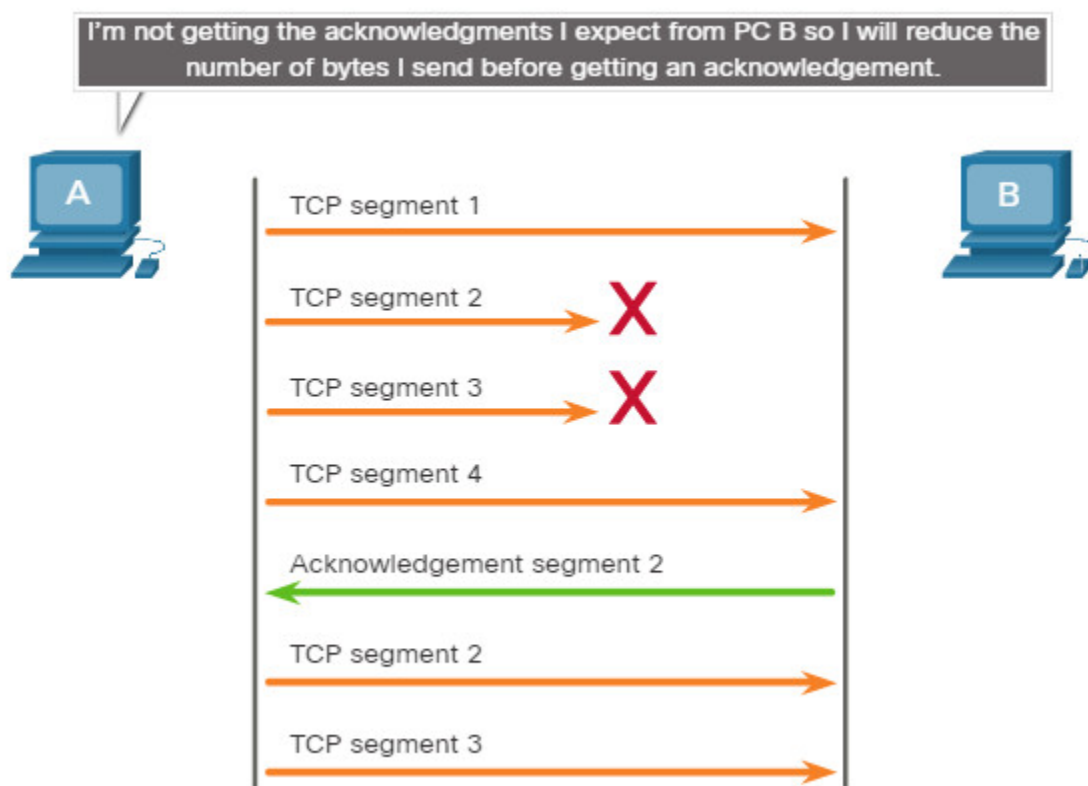 I'm not getting the acknowledgments I expect from PC B so I will reduce the
number of bytes I send before getting an acknowledgement.
A
B
TCP segment 1
TCP segment 2
X
TCP segment 3
X
TCP segment 4
Acknowledgement segment 2
TCP segment 2
TCP segment 3